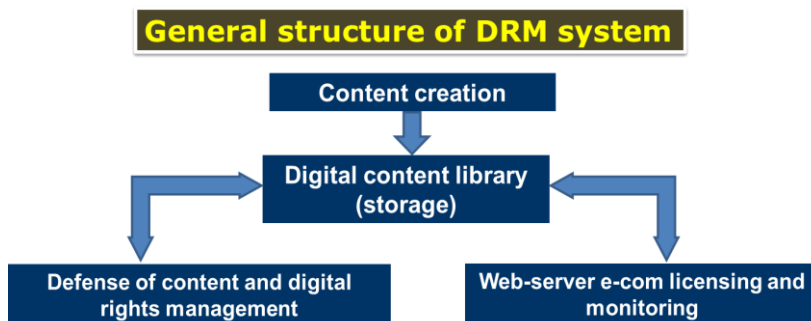 General structure of DRM system
Content creation
Digital content library
(storage)
Defense of content and digital
rights management
Web-server e-com licensing and
monitoring